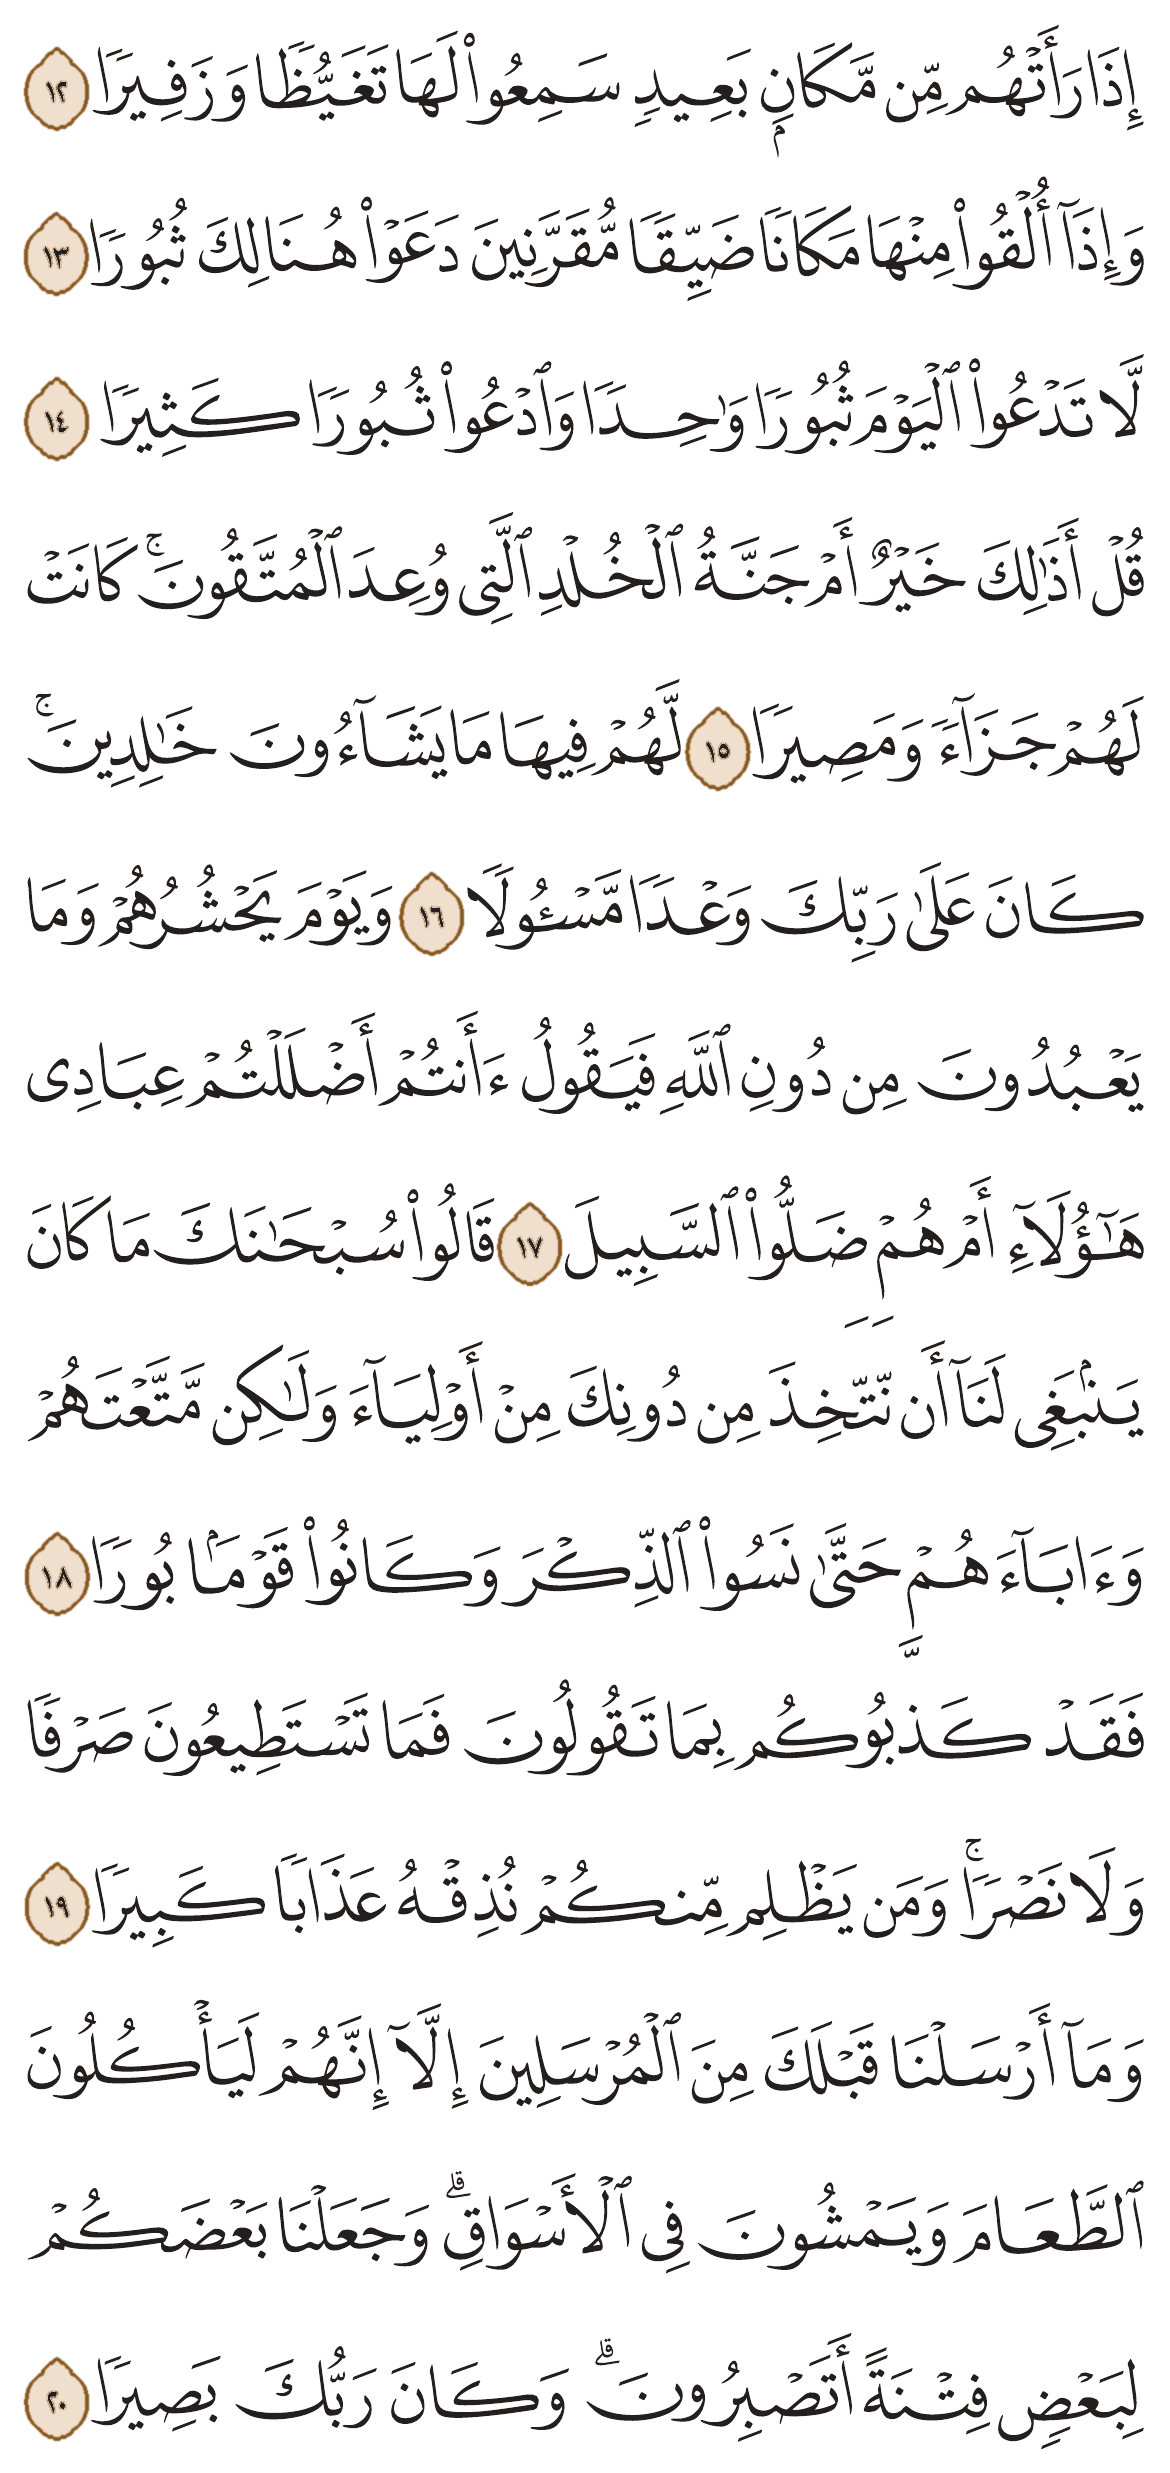 إِذَا رَأَتْهُم مِّن مَّكَانٍۭ بَعِيدٍ سَمِعُوا۟ لَهَا تَغَيُّظًا وَزَفِيرًا ١٢
وَإِذَآ أُلْقُوا۟ مِنْهَا مَكَانًا ضَيِّقًا مُّقَرَّنِينَ دَعَوْا۟ هُنَالِكَ ثُبُورًا ١٣
لَّا تَدْعُوا۟ ٱلْيَوْمَ ثُبُورًا وَٰحِدًا وَٱدْعُوا۟ ثُبُورًا كَثِيرًا ١٤
قُلْ أَذَٰلِكَ خَيْرٌ أَمْ جَنَّةُ ٱلْخُلْدِ ٱلَّتِى وُعِدَ ٱلْمُتَّقُونَ ۚ كَانَتْ
لَهُمْ جَزَآءً وَمَصِيرًا ١٥ لَّهُمْ فِيهَا مَا يَشَآءُونَ خَٰلِدِينَ ۚ
كَانَ عَلَىٰ رَبِّكَ وَعْدًا مَّسْـُٔولًا ١٦ وَيَوْمَ يَحْشُرُهُمْ وَمَا
يَعْبُدُونَ مِن دُونِ ٱللَّهِ فَيَقُولُ ءَأَنتُمْ أَضْلَلْتُمْ عِبَادِى
هَٰٓؤُلَآءِ أَمْ هُمْ ضَلُّوا۟ ٱلسَّبِيلَ ١٧ قَالُوا۟ سُبْحَٰنَكَ مَا كَانَ
يَنۢبَغِى لَنَآ أَن نَّتَّخِذَ مِن دُونِكَ مِنْ أَوْلِيَآءَ وَلَٰكِن مَّتَّعْتَهُمْ
وَءَابَآءَهُمْ حَتَّىٰ نَسُوا۟ ٱلذِّكْرَ وَكَانُوا۟ قَوْمًۢا بُورًا ١٨
فَقَدْ كَذَّبُوكُم بِمَا تَقُولُونَ فَمَا تَسْتَطِيعُونَ صَرْفًا
وَلَا نَصْرًا ۚ وَمَن يَظْلِم مِّنكُمْ نُذِقْهُ عَذَابًا كَبِيرًا ١٩
وَمَآ أَرْسَلْنَا قَبْلَكَ مِنَ ٱلْمُرْسَلِينَ إِلَّآ إِنَّهُمْ لَيَأْكُلُونَ
ٱلطَّعَامَ وَيَمْشُونَ فِى ٱلْأَسْوَاقِ ۗ وَجَعَلْنَا بَعْضَكُمْ
لِبَعْضٍ فِتْنَةً أَتَصْبِرُونَ ۗ وَكَانَ رَبُّكَ بَصِيرًا ٢٠